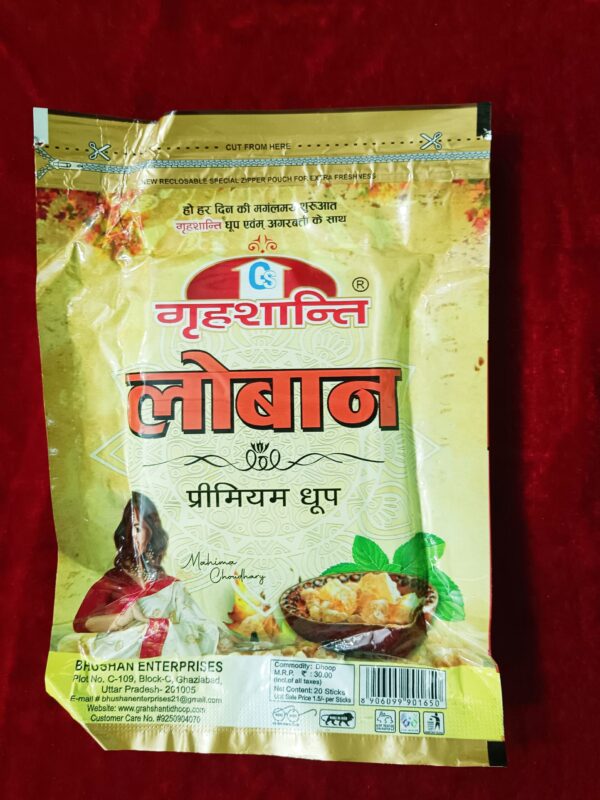 CUT FROM HERE
NEW RECLOSABLE SPECIAL ZIPPER POUCH FOR EXTRA FRESHNESS
हो हर दिन की मगंलमय शुरुआत
गृहशान्ति धूप एवंम् अगरबत्ती के साथ
GS
®
गृहशान्ति
लोबान
प्रीमियम धूप
Mahima
Choudhary
BHUSHAN ENTERPRISES
Plot No. C-109, Block-C, Ghaziabad,
Uttar Pradesh- 201005
E-mail # bhushanenterprises21@gmail.com
Website: www.grahshantidhoop.com
Customer Care No. #9250904076
Commodity: Dhoop
M.R.P. ₹ : 30.00
(incl.of all taxes)
Net Content: 20 Sticks
Unit Sale Price 1.5/- per Sticks
8 906099 901650